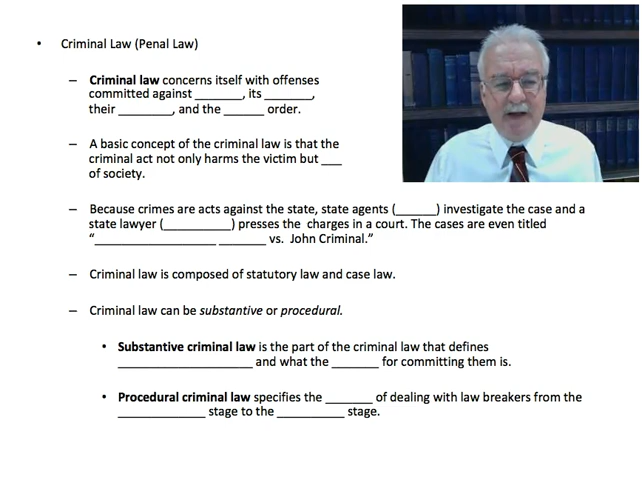 • Criminal Law (Penal Law)
– Criminal law concerns itself with offenses
committed against _______, its _______,
their ________, and the ______ order.
– A basic concept of the criminal law is that the
criminal act not only harms the victim but ___
of society.
– Because crimes are acts against the state, state agents (______) investigate the case and a
state lawyer (__________) presses the charges in a court. The cases are even titled
“__________________ _______ vs. John Criminal.”
– Criminal law is composed of statutory law and case law.
– Criminal law can be substantive or procedural.
• Substantive criminal law is the part of the criminal law that defines
____________________ and what the _______ for committing them is.
• Procedural criminal law specifies the _______ of dealing with law breakers from the
_____________ stage to the __________ stage.